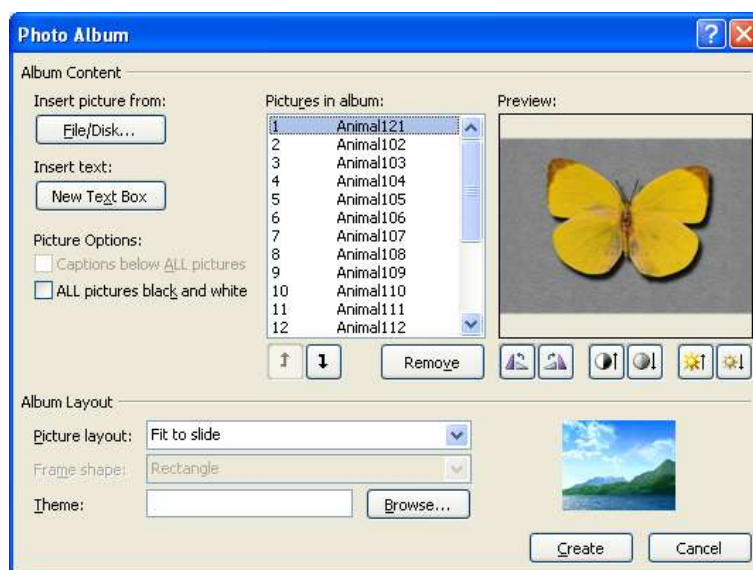 Photo Album
Album Content
Insert picture from:
File/Disk...
Insert text:
New Text Box
Picture Options:
Captions below ALL pictures
ALL pictures black and white
Pictures in album:
1 Animal121
2 Animal102
3 Animal103
4 Animal104
5 Animal105
6 Animal106
7 Animal107
8 Animal108
9 Animal109
10 Animal110
11 Animal111
12 Animal112
Remove
Preview:
Album Layout
Picture layout: Fit to slide
Frame shape: Rectangle
Theme: Browse...
Create Cancel